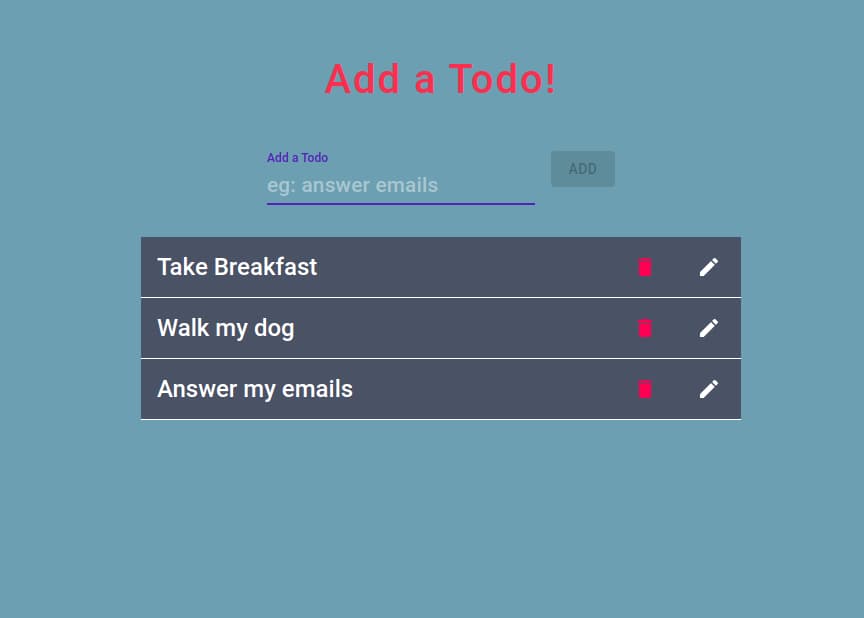 Add a Todo!
Add a Todo
eg: answer emails
ADD
Take Breakfast
Walk my dog
Answer my emails